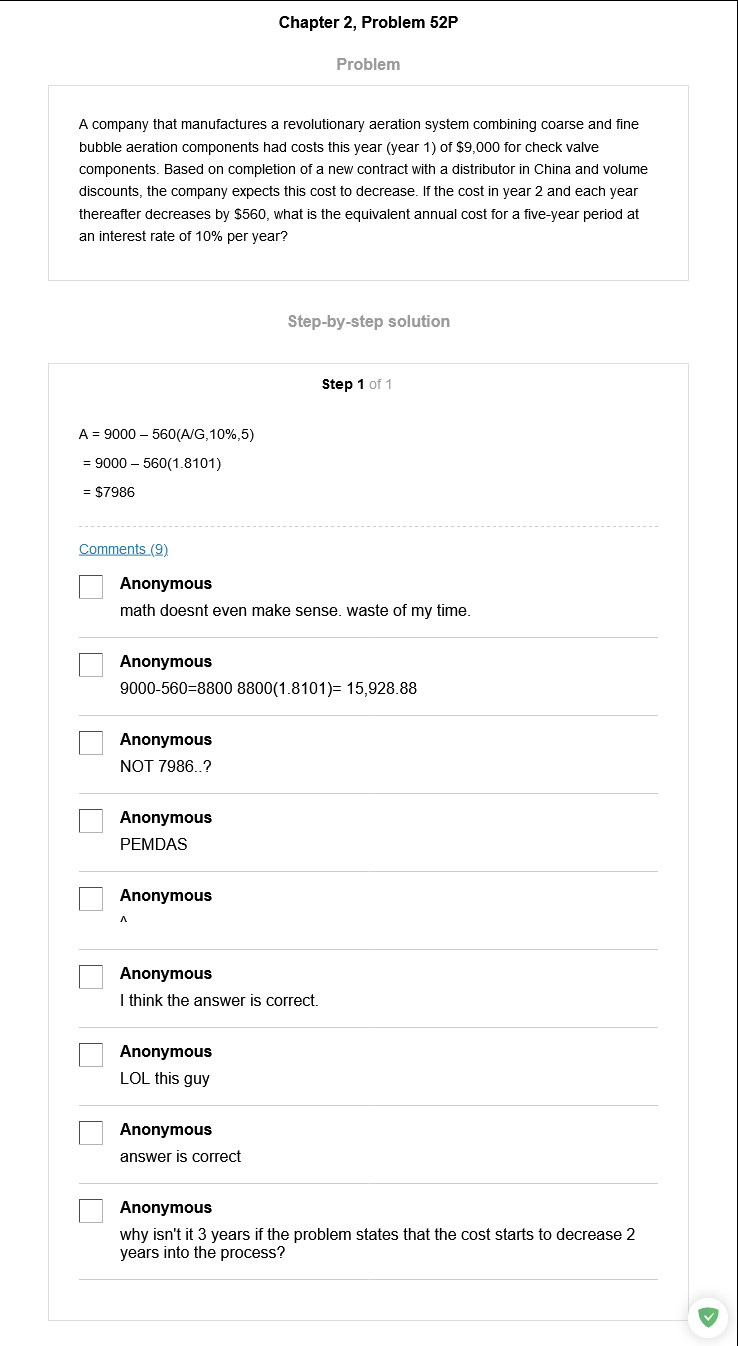 Chapter 2, Problem 52P
Problem
A company that manufactures a revolutionary aeration system combining coarse and fine
bubble aeration components had costs this year (year 1) of $9,000 for check valve
components. Based on completion of a new contract with a distributor in China and volume
discounts, the company expects this cost to decrease. If the cost in year 2 and each year
thereafter decreases by $560, what is the equivalent annual cost for a five-year period at
an interest rate of 10% per year?
Step-by-step solution
Step 1 of 1
A = 9000 – 560(A/G,10%,5)
= 9000 – 560(1.8101)
= $7986
Comments (9)
Anonymous
math doesnt even make sense. waste of my time.
Anonymous
9000-560=8800 8800(1.8101)= 15,928.88
Anonymous
NOT 7986..?
Anonymous
PEMDAS
Anonymous
^
Anonymous
I think the answer is correct.
Anonymous
LOL this guy
Anonymous
answer is correct
Anonymous
why isn't it 3 years if the problem states that the cost starts to decrease 2
years into the process?